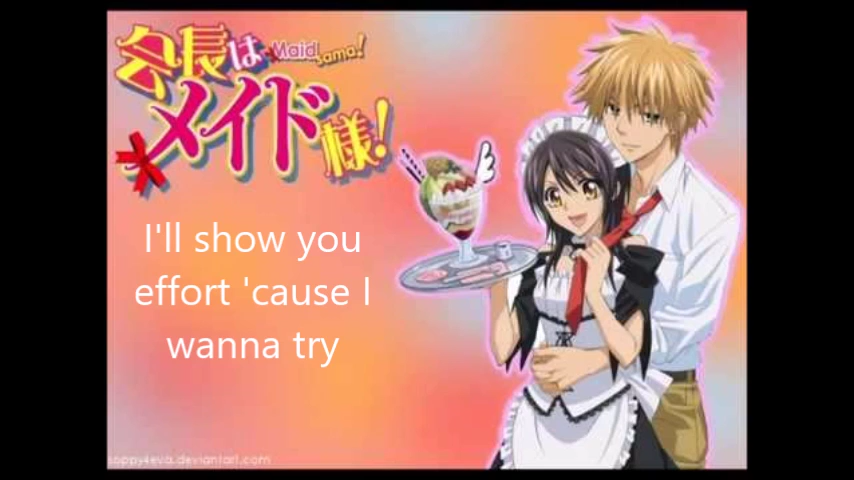 会長は
Maid
sama!
メイド
様!
I'll show you
effort 'cause I
wanna try
soppy4eva.deviantart.com